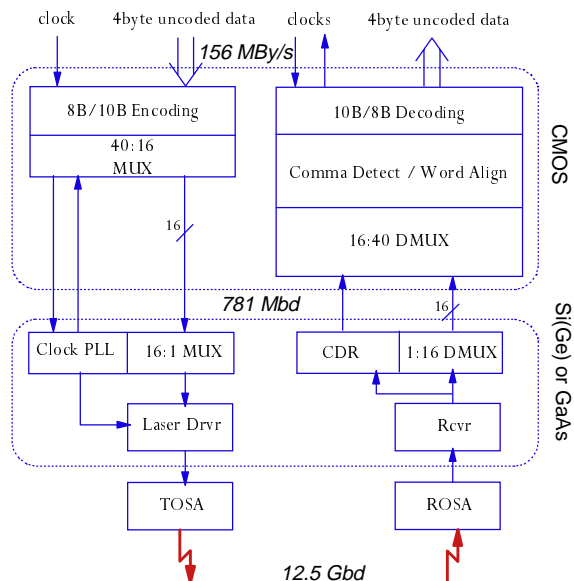 clock
4byte uncoded data
clocks
4byte uncoded data
156 MBy/s
8B/10B Encoding
40:16
MUX
16
10B/8B Decoding
Comma Detect / Word Align
16:40 DMUX
CMOS
781 Mbd
16
Clock PLL
16:1 MUX
CDR
1:16 DMUX
Laser Drvr
Rcvr
Si(Ge) or GaAs
TOSA
ROSA
12.5 Gbd